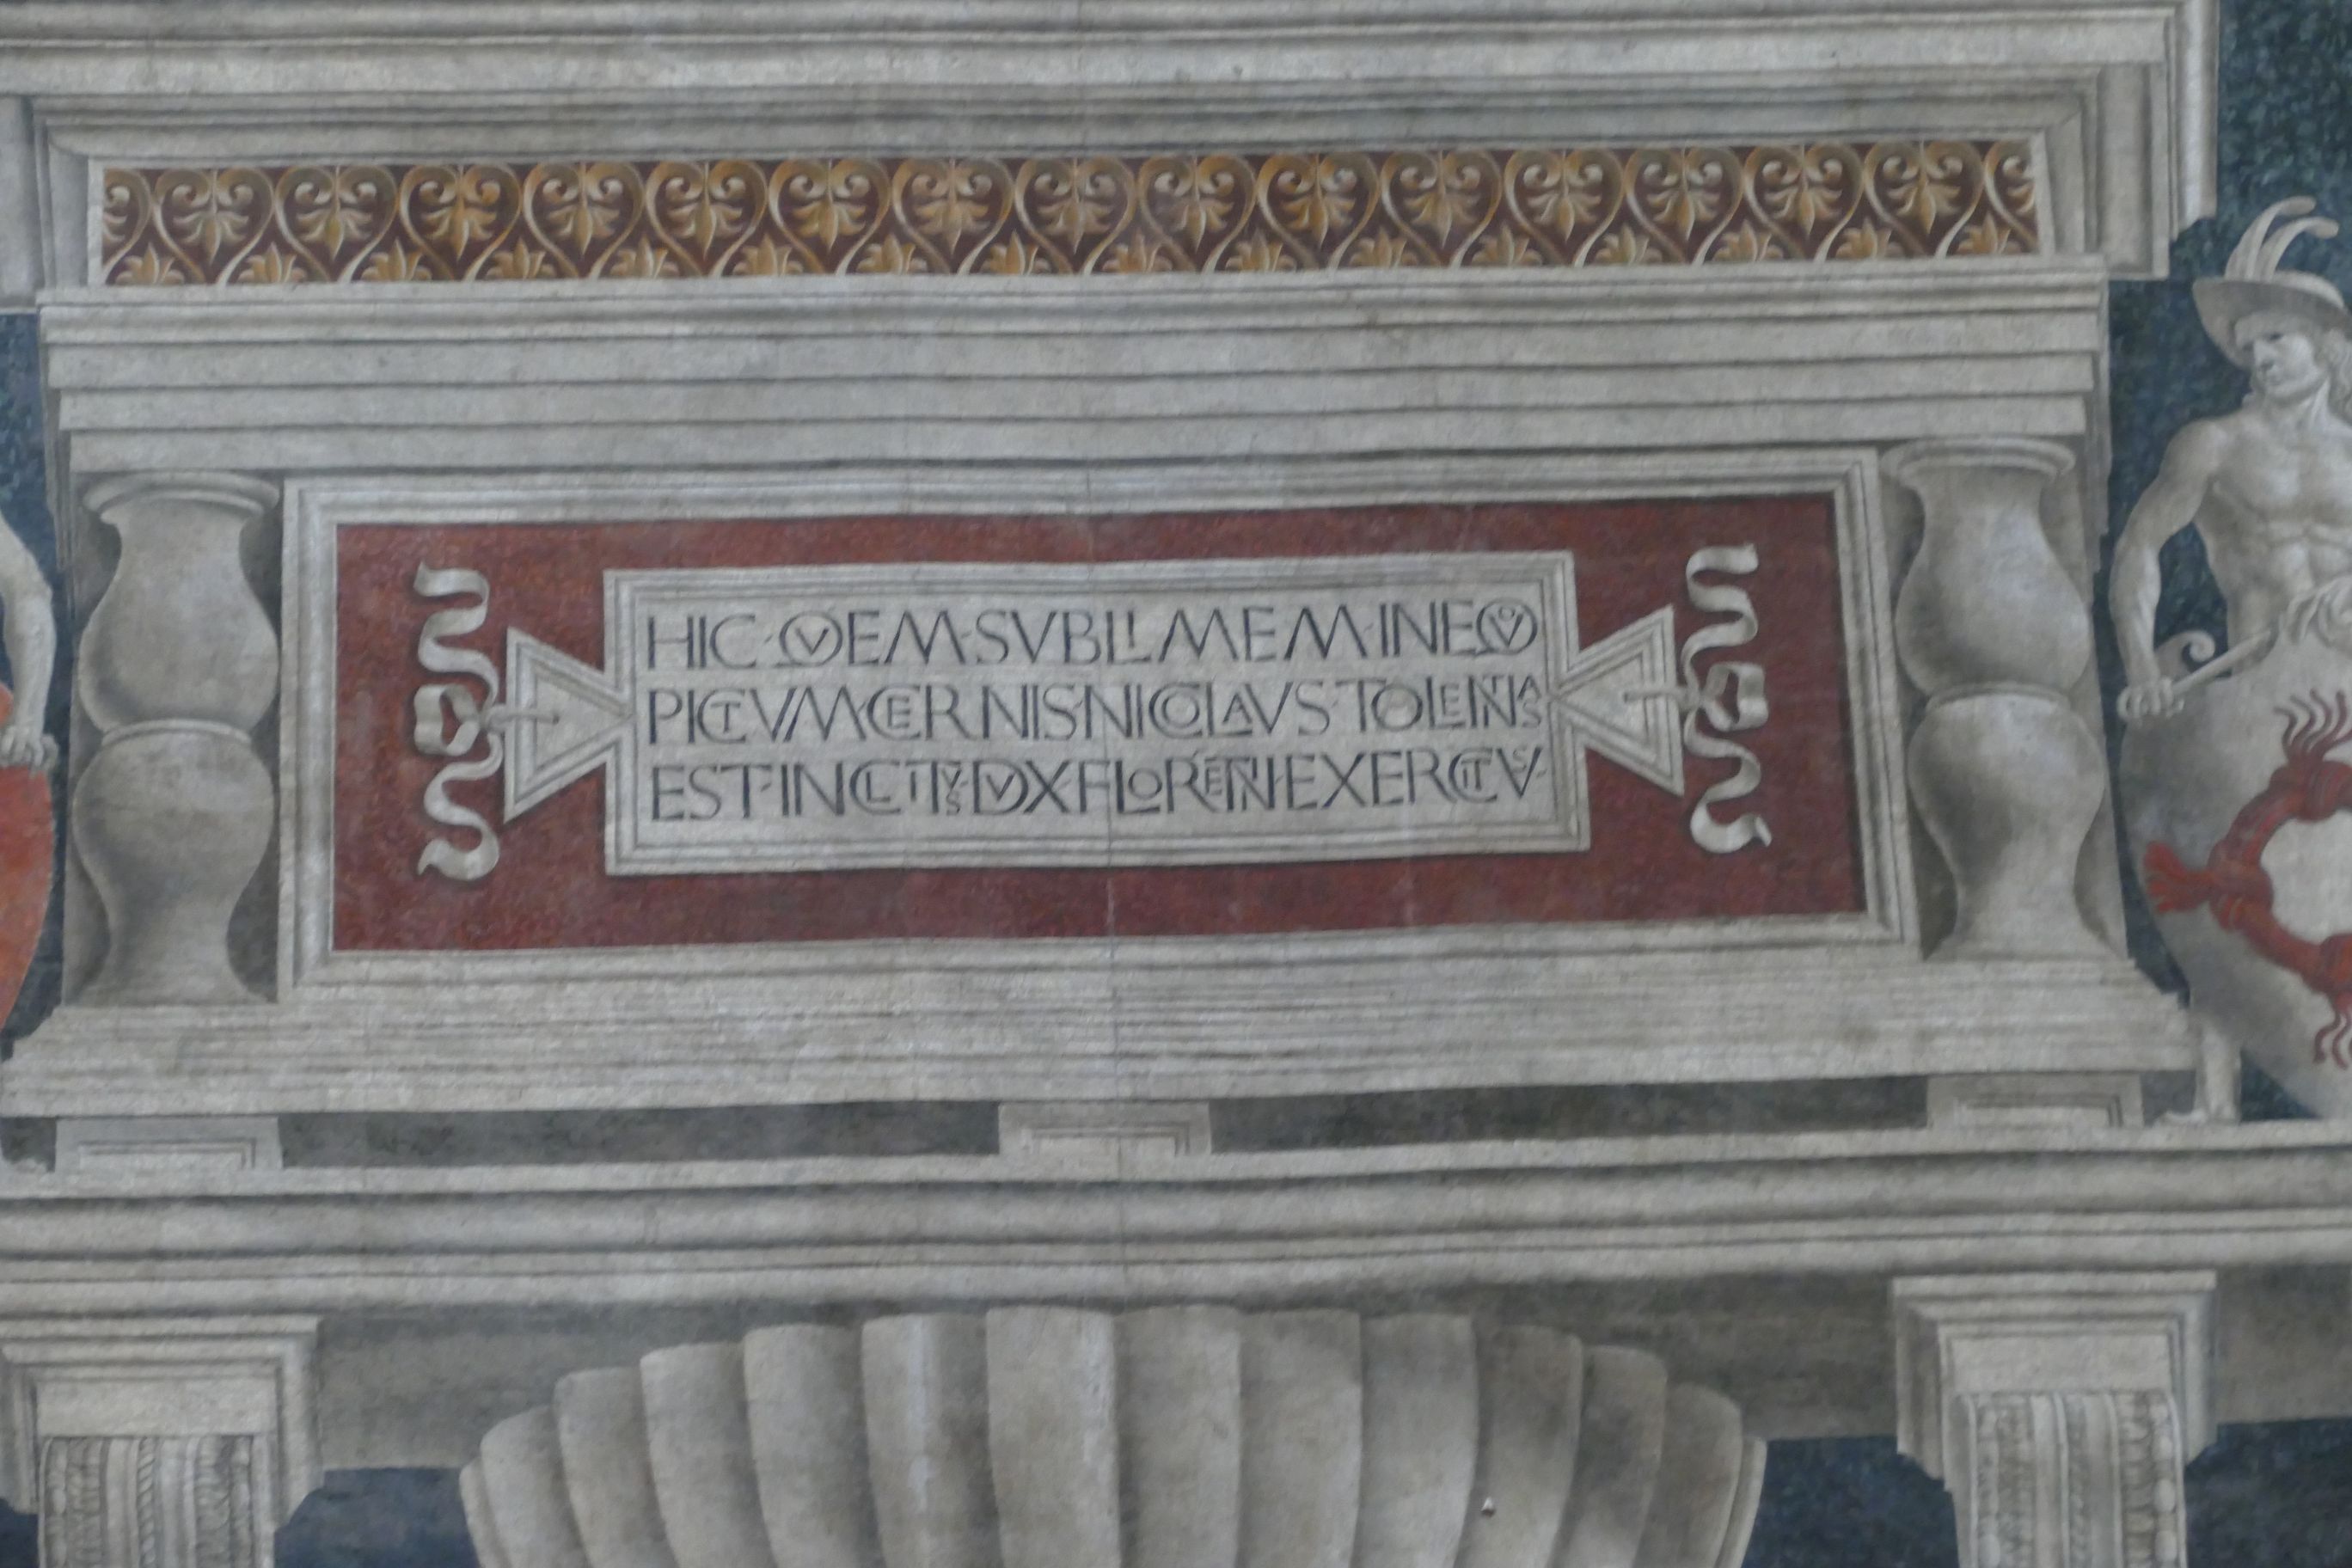 HIC·QVEM·SVBLIMEM·IN·EQVO
PICTVM·CERNIS·NICOLAVS·TOLENTINAS
EST·INCLITVS·DVX·FLORENTINI·EXERCITVS·